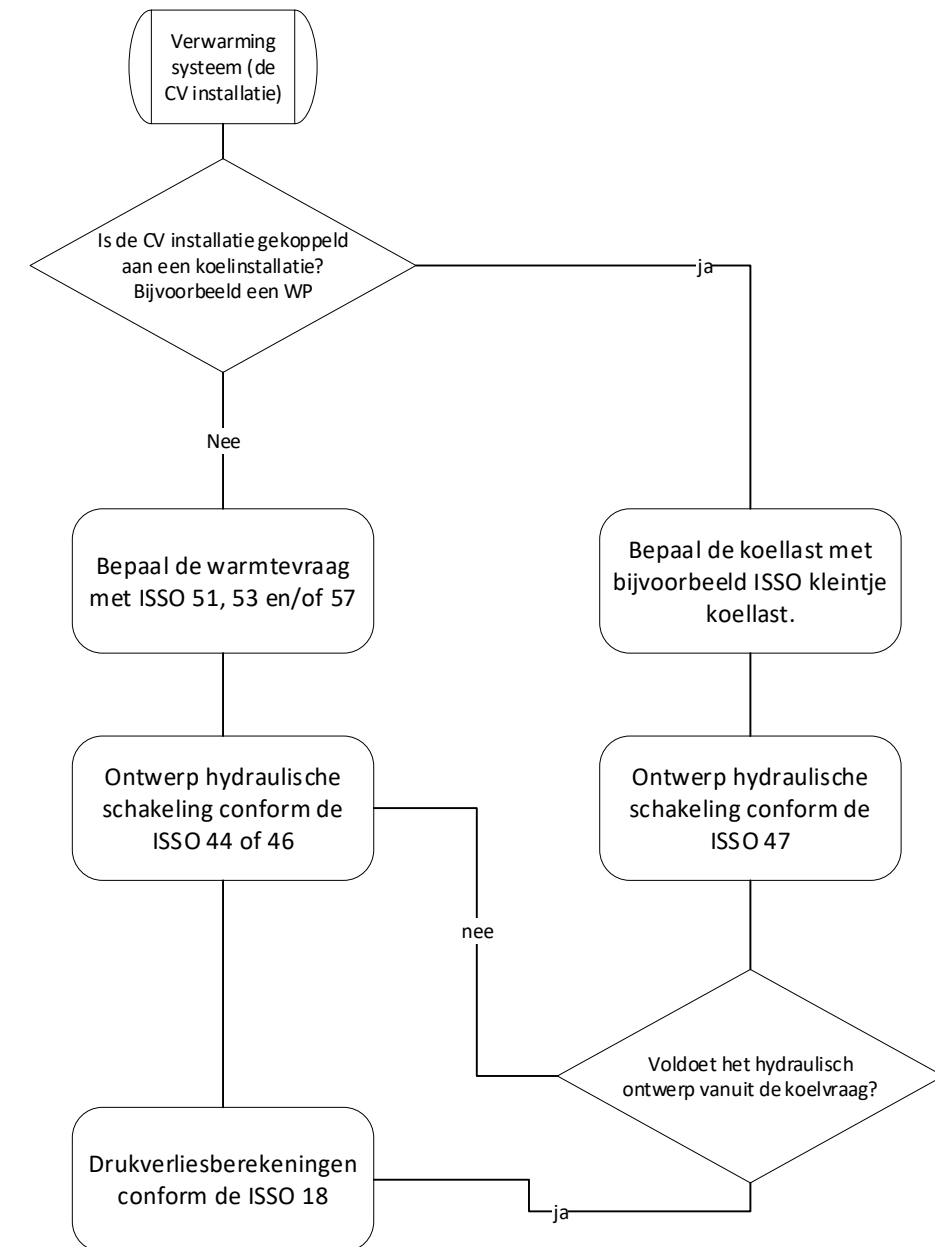 Verwarming
systeem (de
CV installatie)
Is de CV installatie gekoppeld
aan een koelinstallatie?
Bijvoorbeeld een WP
ja
Nee
Bepaal de warmtevraag
met ISSO 51, 53 en/of 57
Bepaal de koellast met
bijvoorbeeld ISSO kleintje
koellast.
Ontwerp hydraulische
schakeling conform de
ISSO 44 of 46
Ontwerp hydraulische
schakeling conform de
ISSO 47
nee
Voldoet het hydraulisch
ontwerp vanuit de koelvraag?
Drukverliesberekeningen
conform de ISSO 18
ja